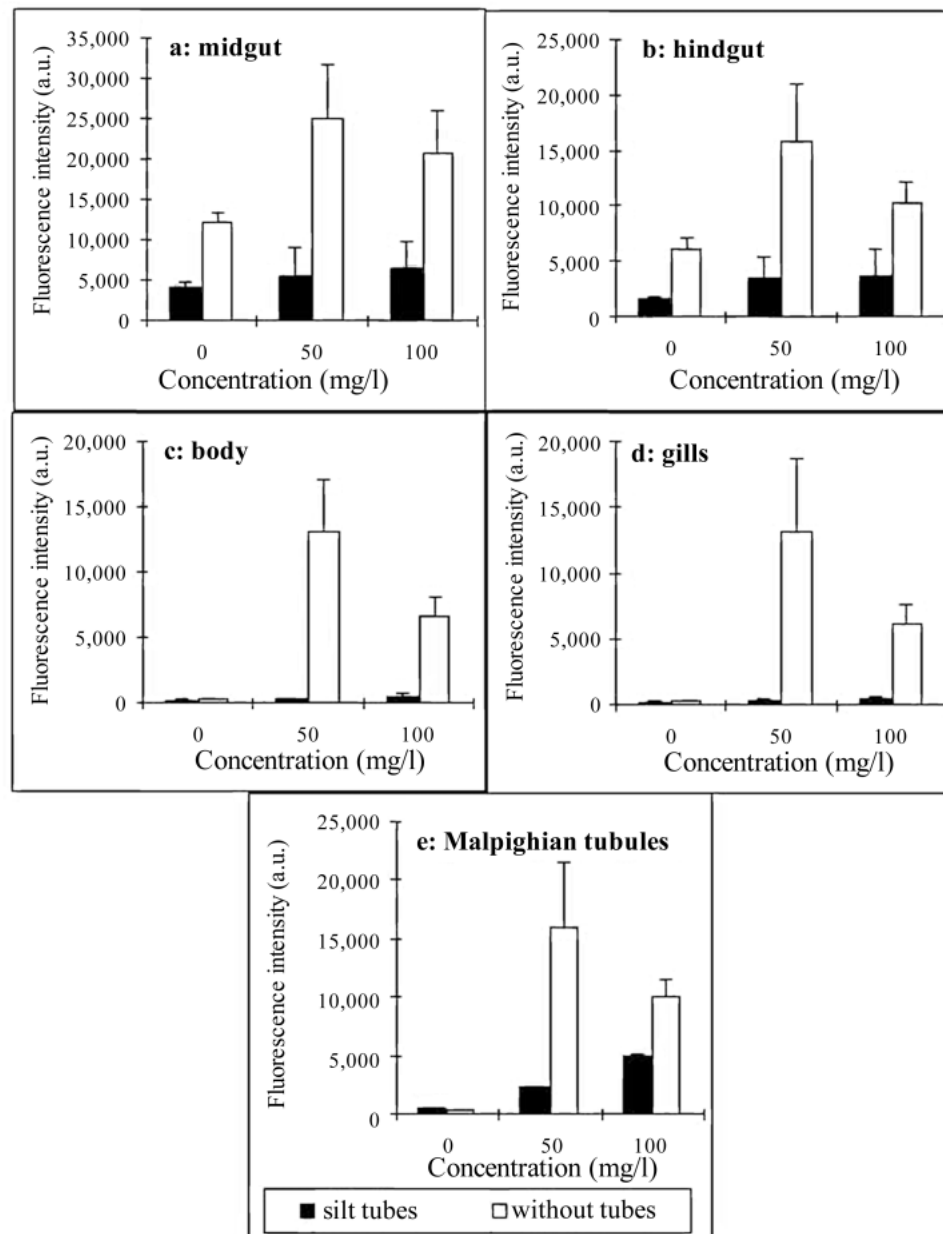 a: midgut
Fluorescence intensity (a.u.)
40,000
35,000
30,000
25,000
20,000
15,000
10,000
5,000
0
0 50 100
Concentration (mg/l)
b: hindgut
Fluorescence intensity (a.u.)
25,000
20,000
15,000
10,000
5,000
0
0 50 100
Concentration (mg/l)
c: body
Fluorescence intensity (a.u.)
20,000
15,000
10,000
5,000
0
0 50 100
Concentration (mg/l)
d: gills
Fluorescence intensity (a.u.)
20,000
15,000
10,000
5,000
0
0 50 100
Concentration (mg/l)
e: Malpighian tubules
Fluorescence intensity (a.u.)
25,000
20,000
15,000
10,000
5,000
0
0 50 100
Concentration (mg/l)
silt tubes without tubes